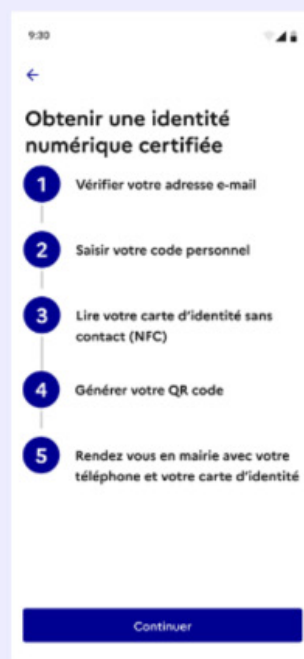 9:30
Obtenir une identité
numérique certifiée
1 Vérifier votre adresse e-mail
2 Saisir votre code personnel
3 Lire votre carte d'identité sans
contact (NFC)
4 Générer votre QR code
5 Rendez vous en mairie avec votre
téléphone et votre carte d'identité
Continuer